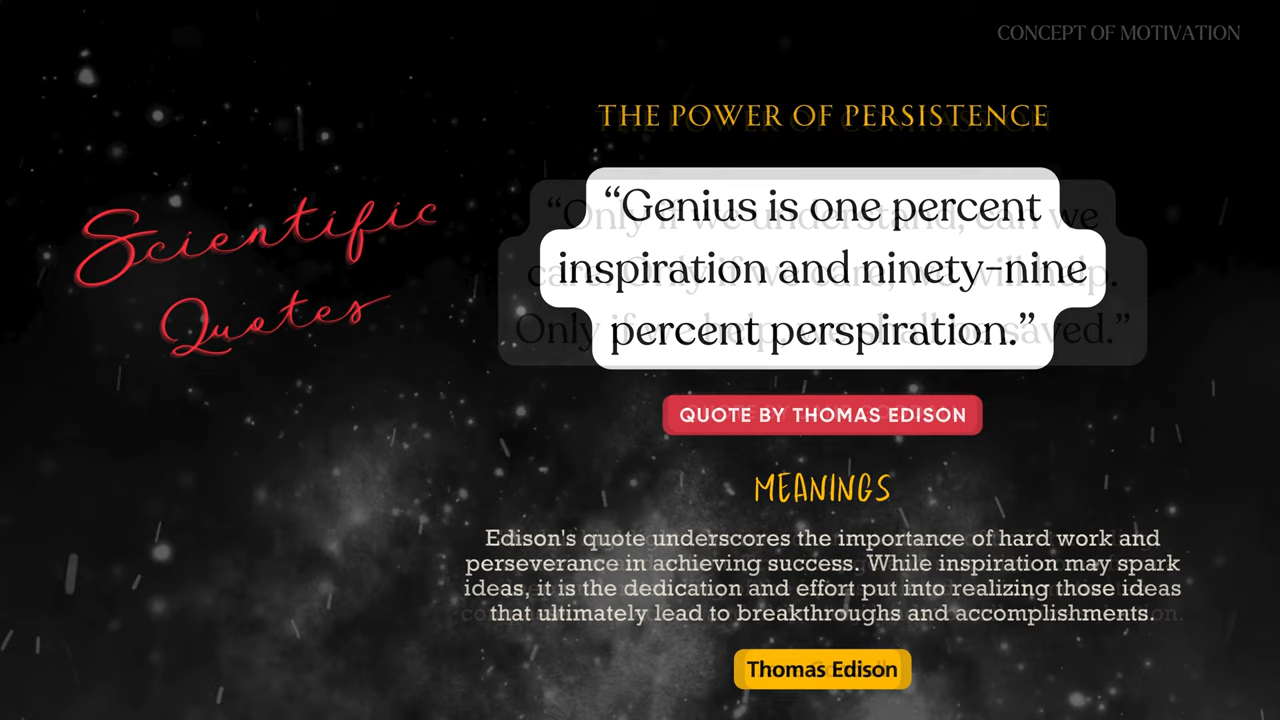 CONCEPT OF MOTIVATION
THE POWER OF PERSISTENCE
Scientific
Quotes
“Genius is one percent
inspiration and ninety-nine
percent perspiration.”
QUOTE BY THOMAS EDISON
MEANINGS
Edison's quote underscores the importance of hard work and
perseverance in achieving success. While inspiration may spark
ideas, it is the dedication and effort put into realizing those ideas
that ultimately lead to breakthroughs and accomplishments.
Thomas Edison